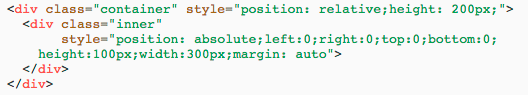 <div class="container" style="position: relative;height: 200px;">
<div class="inner"
style="position: absolute;left:0;right:0;top:0;bottom:0;
height:100px;width:300px;margin: auto">
</div>
</div>